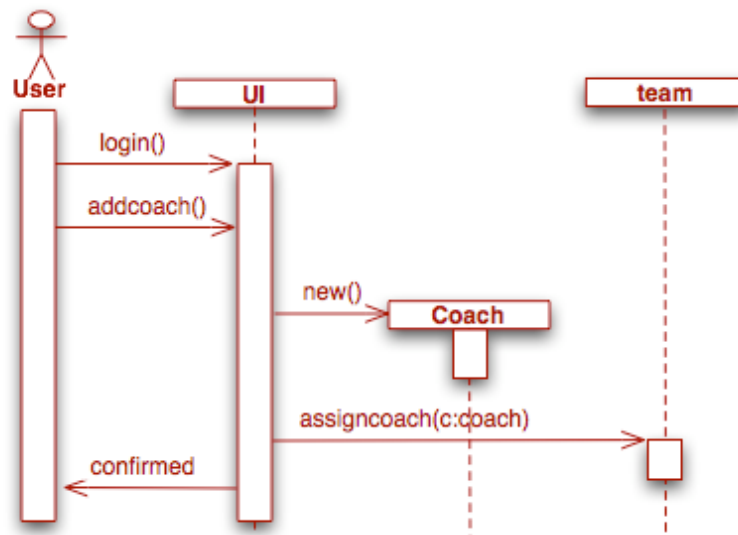 User
UI
team
login()
addcoach()
new()
Coach
assigncoach(c:coach)
confirmed